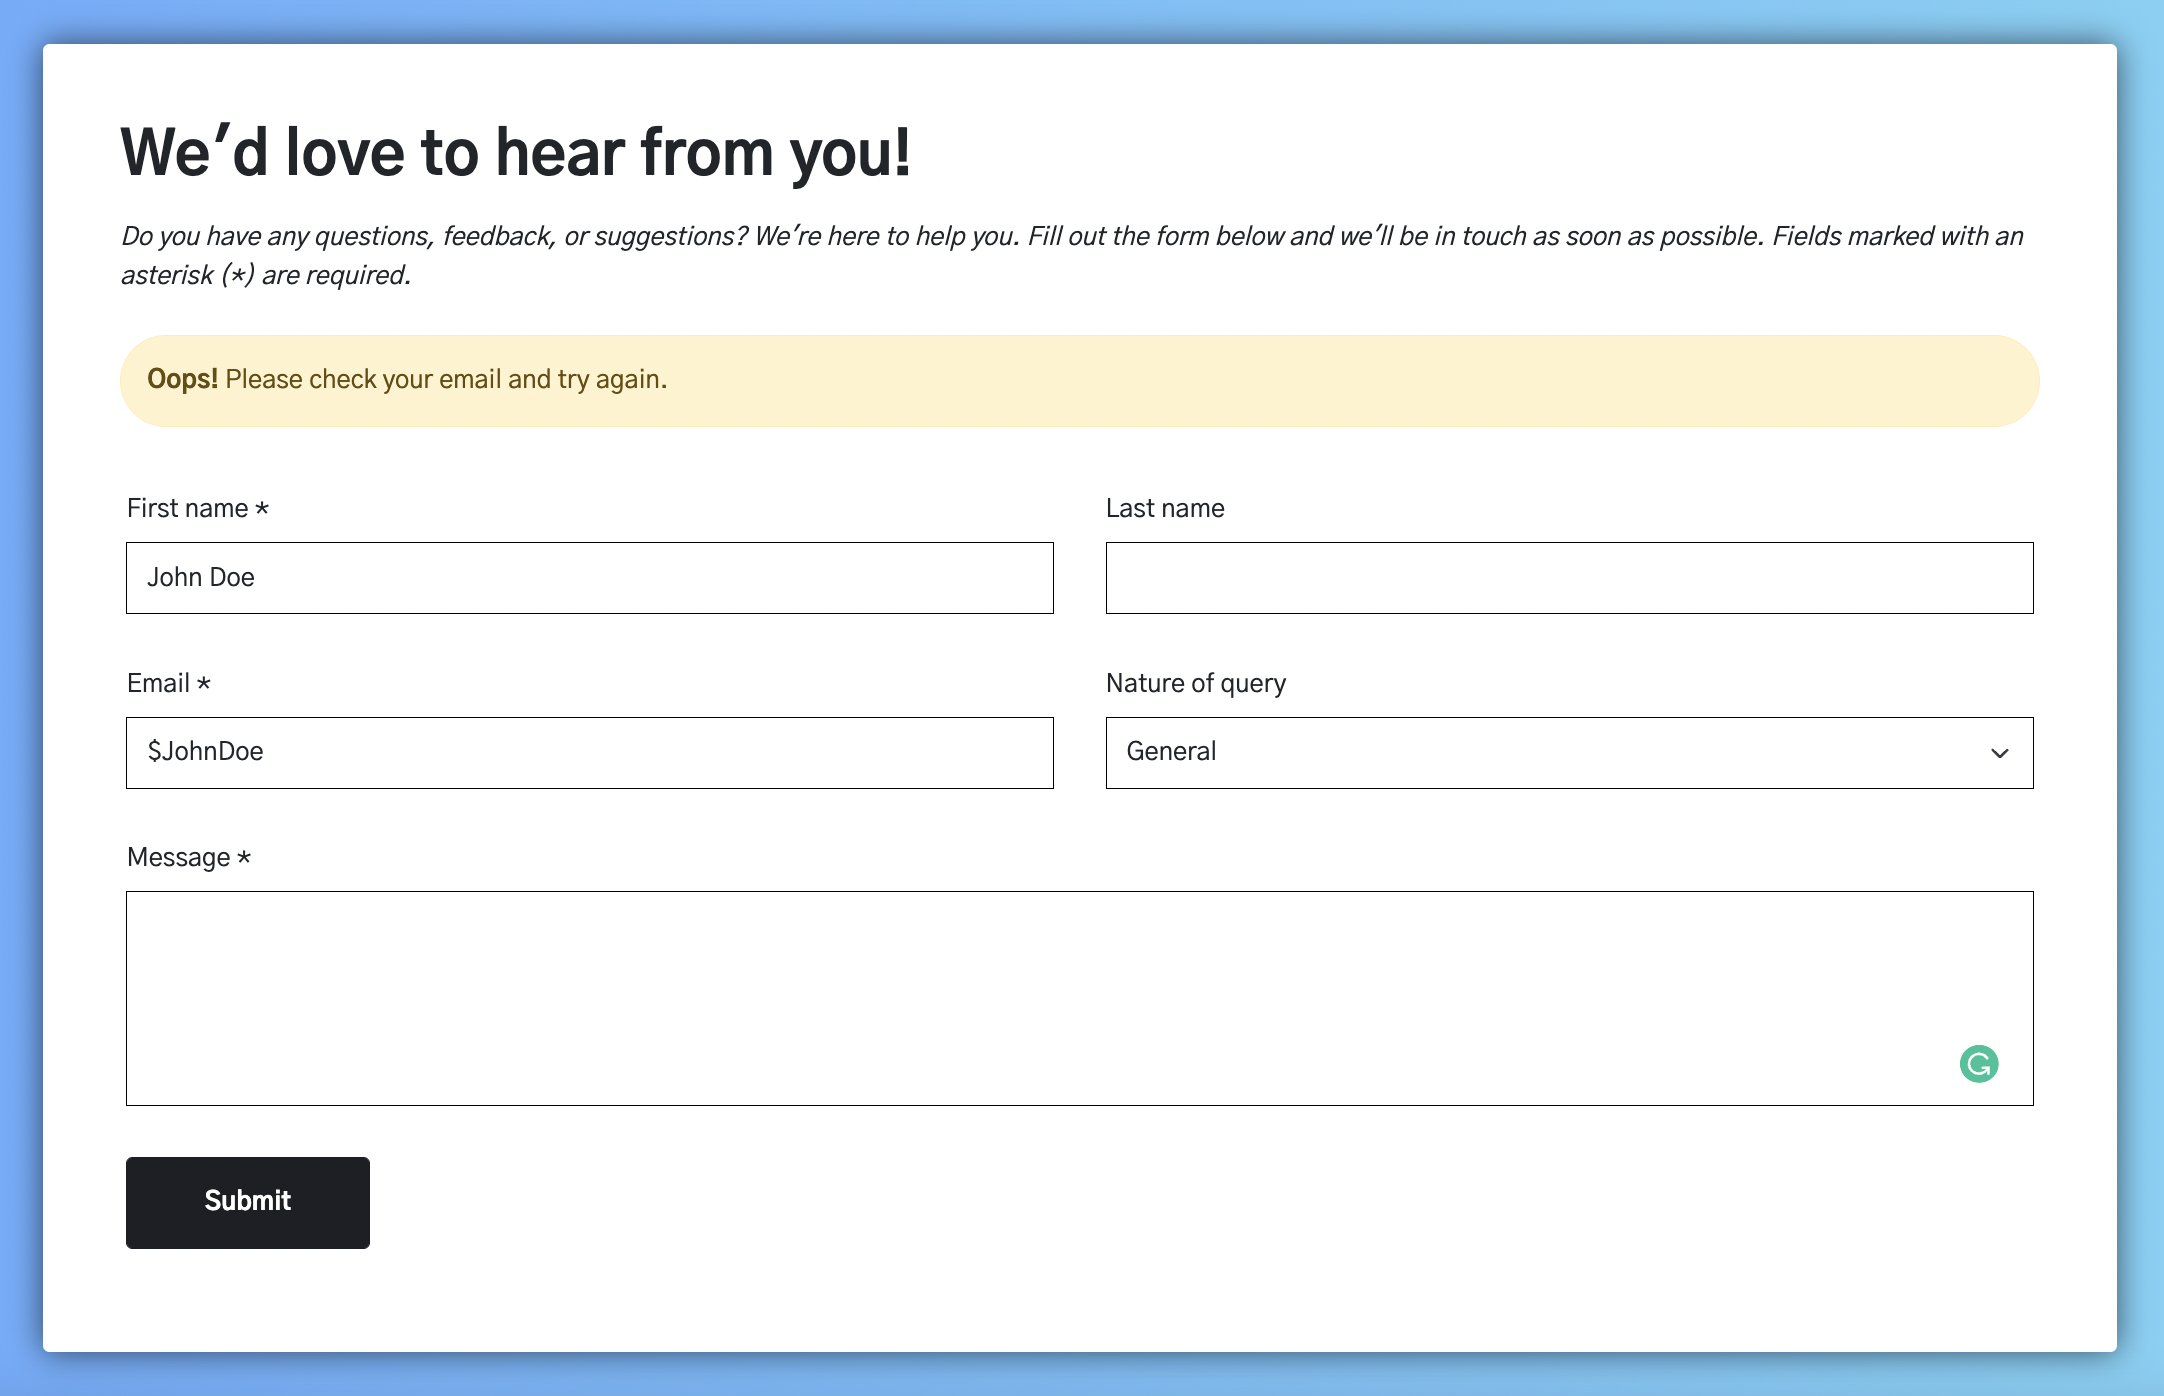 We’d love to hear from you!
Do you have any questions, feedback, or suggestions? We’re here to help you. Fill out the form below and we’ll be in touch as soon as possible. Fields marked with an
asterisk (*) are required.
Oops! Please check your email and try again.
First name *
Last name
John Doe
Email *
Nature of query
$JohnDoe
General
Message *
Submit